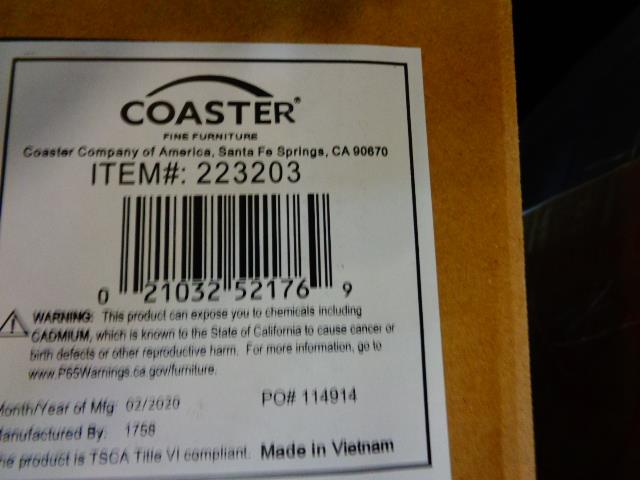 COASTER®
FINE FURNITURE
Coaster Company of America, Santa Fe Springs, CA 90670
ITEM#: 223203
0 21032 52176 9
WARNING: This product can expose you to chemicals including
CADMIUM, which is known to the State of California to cause cancer or
birth defects or other reproductive harm. For more information, go to
www.P65Warnings.ca.gov/furniture.
Month/Year of Mfg: 02/2020 PO# 114914
Manufactured By: 1758
The product is TSCA Title VI compliant. Made in Vietnam